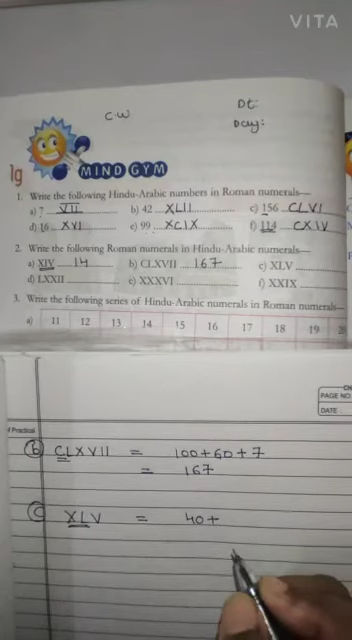 VITA
C.W
Dt:
Day:
1g
MIND GYM
1. Write the following Hindu-Arabic numbers in Roman numerals—
a) 7 VII b) 42 XLII c) 156 CLVI
d) 16 XVI e) 99 XCIX f) 114 CXIV
2. Write the following Roman numerals in Hindu-Arabic numerals—
a) XIV 14 b) CLXVII 167 c) XLV
d) LXXII e) XXXVI f) XXIX
3. Write the following series of Hindu-Arabic numerals in Roman numerals—
a) 11 12 13 14 15 16 17 18 19 20
PAGE NO
DATE
Practical
(b) CLXVII = 100+60+7
= 167
(c) XLV = 40+